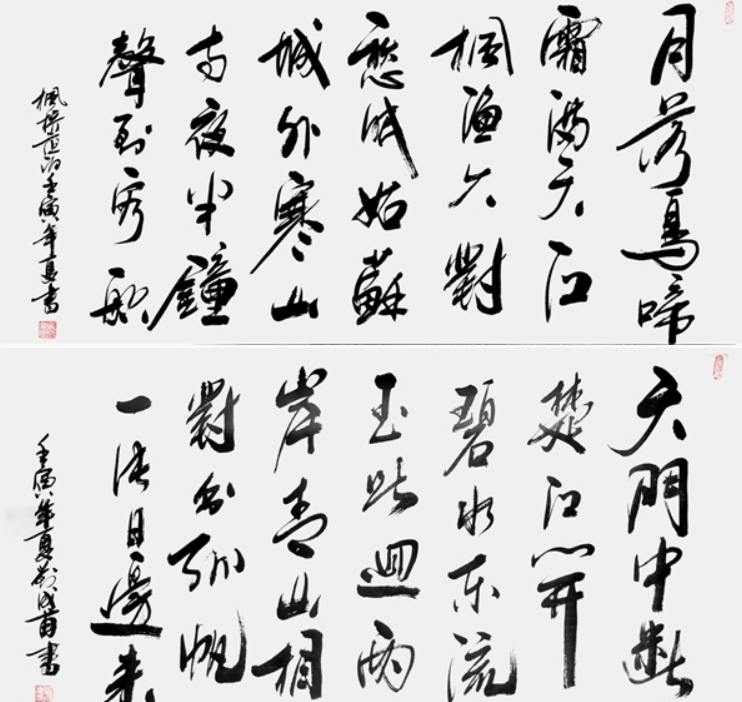 月落烏啼
霜滿天江
楓漁火對
愁眠姑蘇
城外寒山
寺夜半鐘
聲到客船
楓橋夜泊壬寅年夏書
天門中斷
楚江開
碧水東流
至此迴兩
岸青山相
對出孤帆
一片日邊來
壬寅年夏書